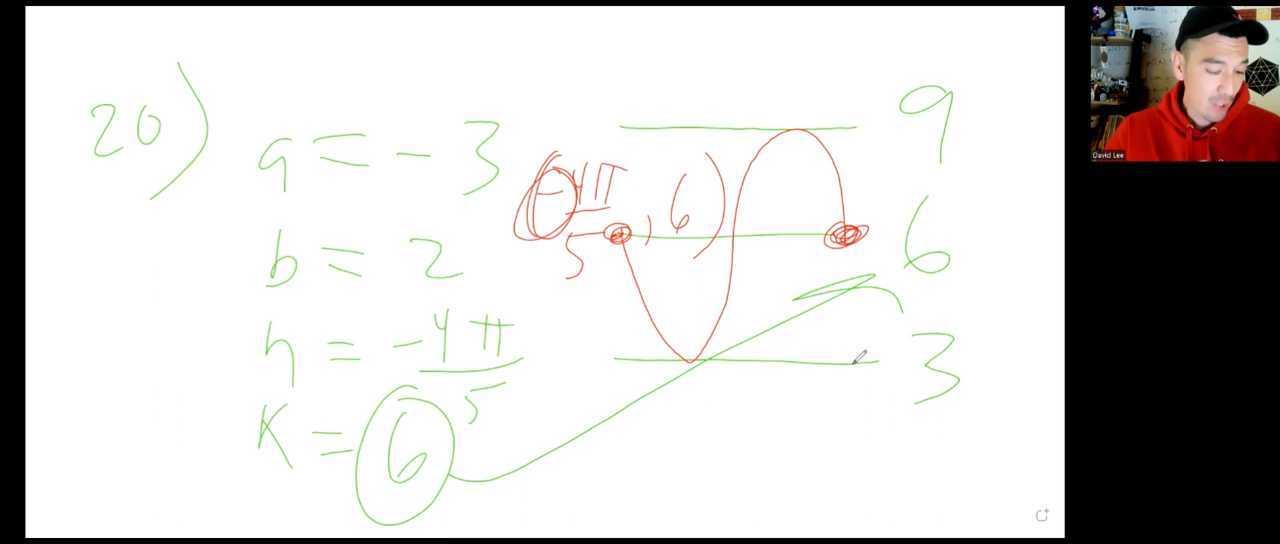 20)
a = -3
b = 2
h = -4π/5
K = 6
(-4π/5, 6)
9
6
3
David Lee